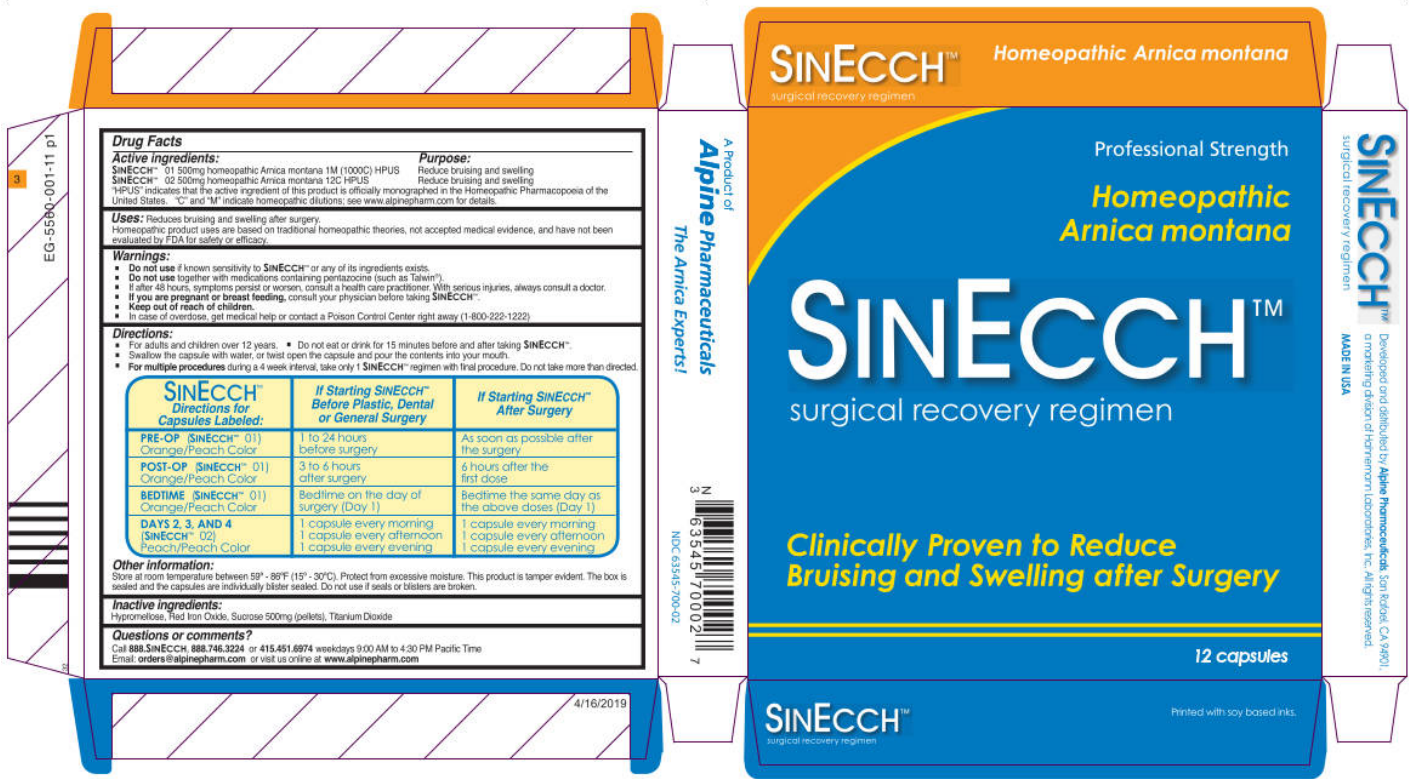 SINECCH™
surgical recovery regimen
Homeopathic Arnica montana
Professional Strength
Homeopathic
Arnica montana
SINECCH™
surgical recovery regimen
Clinically Proven to Reduce
Bruising and Swelling after Surgery
12 capsules
SINECCH™
surgical recovery regimen
Printed with soy based inks.
3
EG-5500-001-11 p1
32
Drug Facts
Active ingredients: Purpose:
SINECCH™ 01 500mg homeopathic Arnica montana 1M (1000C) HPUS Reduce bruising and swelling
SINECCH™ 02 500mg homeopathic Arnica montana 12C HPUS Reduce bruising and swelling
"HPUS" indicates that the active ingredient of this product is officially monographed in the Homeopathic Pharmacopoeia of the
United States. "C" and "M" indicate homeopathic dilutions; see www.alpinepharm.com for details.
Uses: Reduces bruising and swelling after surgery.
Homeopathic product uses are based on traditional homeopathic theories, not accepted medical evidence, and have not been
evaluated by FDA for safety or efficacy.
Warnings:
▪ Do not use if known sensitivity to SINECCH™ or any of its ingredients exists.
▪ Do not use together with medications containing pentazocine (such as Talwin®).
▪ If after 48 hours, symptoms persist or worsen, consult a health care practitioner. With serious injuries, always consult a doctor.
▪ If you are pregnant or breast feeding, consult your physician before taking SINECCH™.
▪ Keep out of reach of children.
▪ In case of overdose, get medical help or contact a Poison Control Center right away (1-800-222-1222)
Directions:
▪ For adults and children over 12 years. ▪ Do not eat or drink for 15 minutes before and after taking SINECCH™.
▪ Swallow the capsule with water, or twist open the capsule and pour the contents into your mouth.
▪ For multiple procedures during a 4 week interval, take only 1 SINECCH™ regimen with final procedure. Do not take more than directed.
SINECCH™
Directions for
Capsules Labeled:
If Starting SINECCH™
Before Plastic, Dental
or General Surgery
If Starting SINECCH™
After Surgery
PRE-OP (SINECCH™ 01)
Orange/Peach Color
1 to 24 hours
before surgery
As soon as possible after
the surgery
POST-OP (SINECCH™ 01)
Orange/Peach Color
3 to 6 hours
after surgery
6 hours after the
first dose
BEDTIME (SINECCH™ 01)
Orange/Peach Color
Bedtime on the day of
surgery (Day 1)
Bedtime the same day as
the above doses (Day 1)
DAYS 2, 3, AND 4
(SINECCH™ 02)
Peach/Peach Color
1 capsule every morning
1 capsule every afternoon
1 capsule every evening
1 capsule every morning
1 capsule every afternoon
1 capsule every evening
Other information:
Store at room temperature between 59º - 86ºF (15º - 30ºC). Protect from excessive moisture. This product is tamper evident. The box is
sealed and the capsules are individually blister sealed. Do not use if seals or blisters are broken.
Inactive ingredients:
Hypromellose, Red Iron Oxide, Sucrose 500mg (pellets), Titanium Dioxide
Questions or comments?
Call 888.SINECCH, 888.746.3224 or 415.451.6974 weekdays 9:00 AM to 4:30 PM Pacific Time
Email: orders@alpinepharm.com or visit us online at www.alpinepharm.com
4/16/2019
A Product of
Alpine Pharmaceuticals
The Arnica Experts!
N
3 63545 70002 7
NDC 63545-700-02
SINECCH™
surgical recovery regimen
Developed and distributed by Alpine Pharmaceuticals, San Rafael, CA 94901,
a marketing division of Hahnemann Laboratories, Inc. All rights reserved.
MADE IN USA